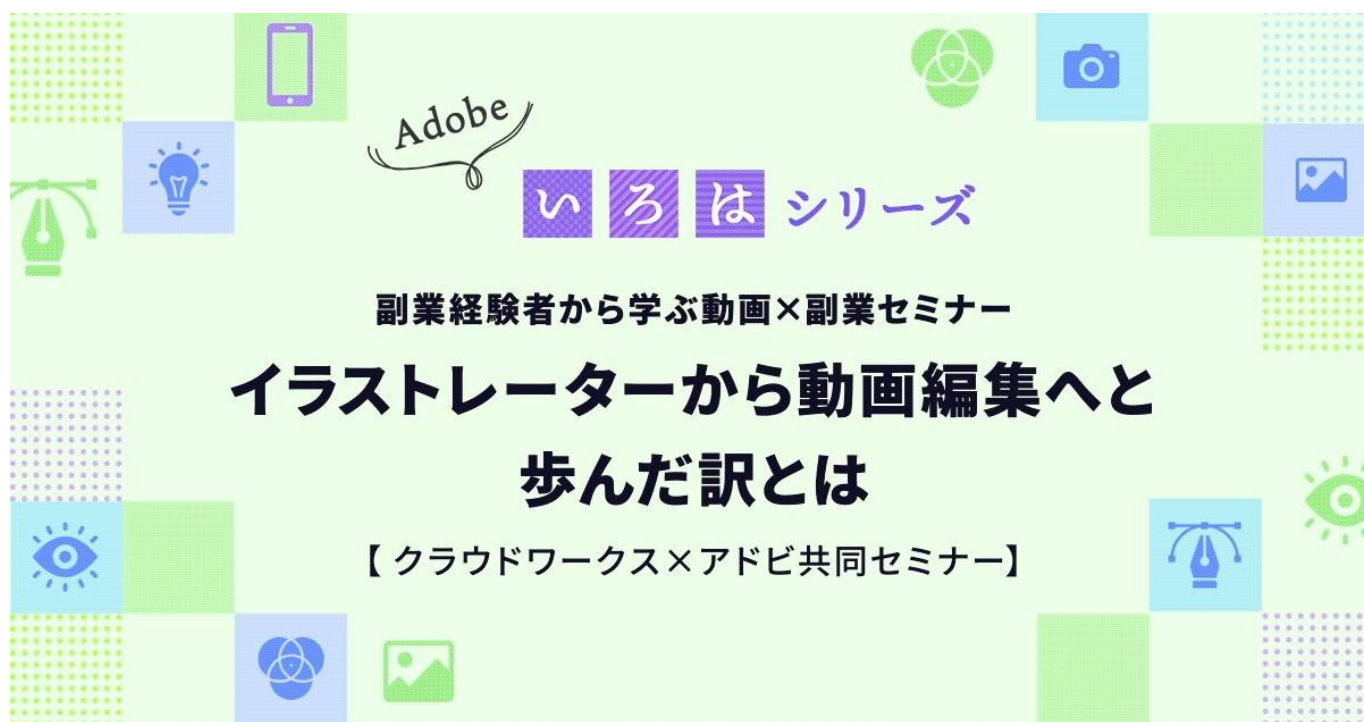 Adobe
いろはシリーズ
副業経験者から学ぶ動画×副業セミナー
イラストレーターから動画編集へと
歩んだ訳とは
【 クラウドワークス×アドビ共同セミナー】